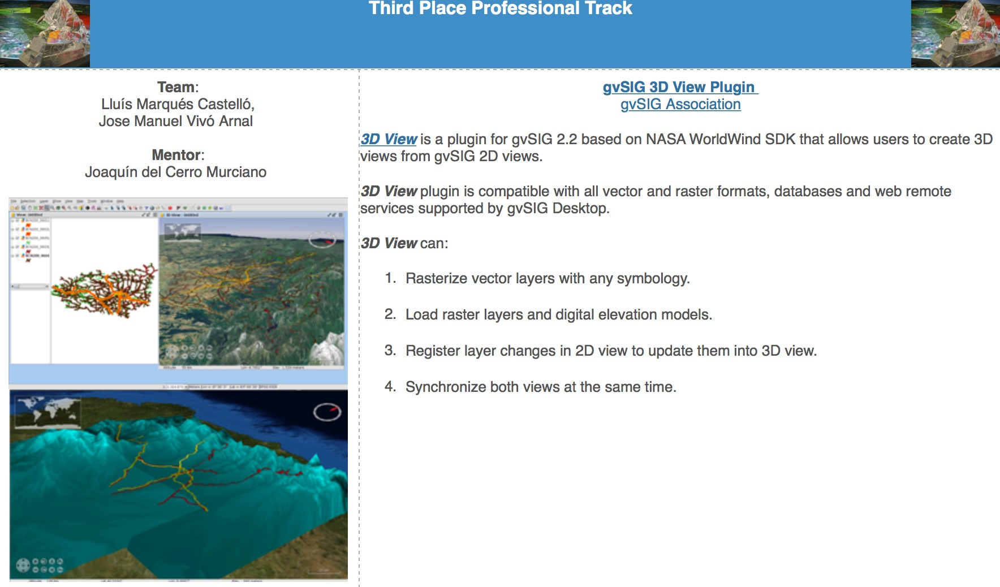 Third Place Professional Track
Team:
Lluís Marqués Castelló,
Jose Manuel Vivó Arnal
Mentor:
Joaquín del Cerro Murciano
gvSIG 3D View Plugin
gvSIG Association
3D View is a plugin for gvSIG 2.2 based on NASA WorldWind SDK that allows users to create 3D
views from gvSIG 2D views.
3D View plugin is compatible with all vector and raster formats, databases and web remote
services supported by gvSIG Desktop.
3D View can:
1. Rasterize vector layers with any symbology.
2. Load raster layers and digital elevation models.
3. Register layer changes in 2D view to update them into 3D view.
4. Synchronize both views at the same time.